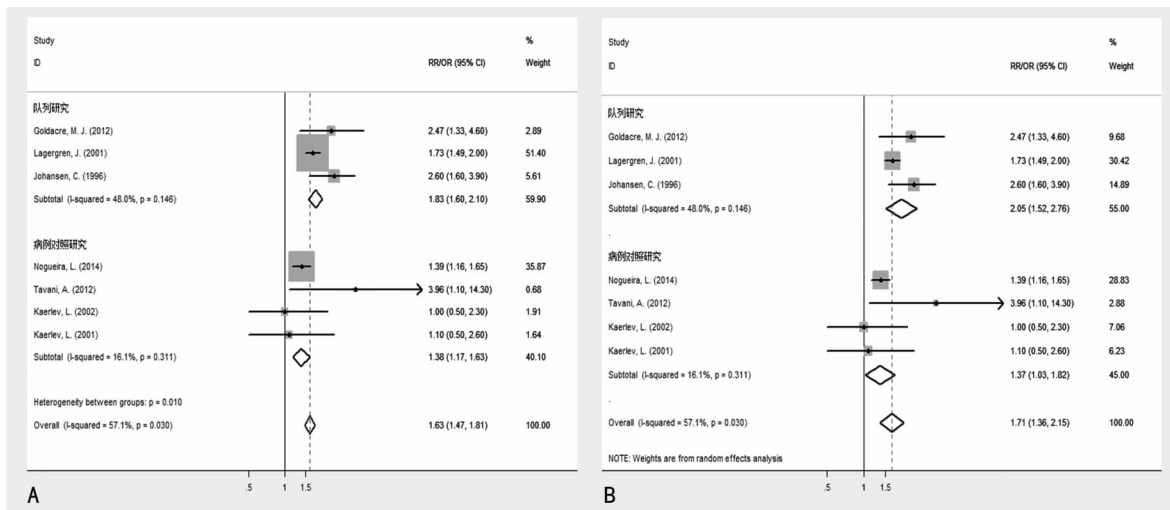 Study %
ID RR/OR (95% CI) Weight
队列研究
Goldacre, M. J. (2012) 2.47 (1.33, 4.60) 2.89
Lagergren, J. (2001) 1.73 (1.49, 2.00) 51.40
Johansen, C. (1996) 2.60 (1.60, 3.90) 5.61
Subtotal (I-squared = 48.0%, p = 0.146) 1.83 (1.60, 2.10) 59.90
.
病例对照研究
Nogueira, L. (2014) 1.39 (1.16, 1.65) 35.87
Tavani, A. (2012) 3.96 (1.10, 14.30) 0.68
Kaerlev, L. (2002) 1.00 (0.50, 2.30) 1.91
Kaerlev, L. (2001) 1.10 (0.50, 2.60) 1.64
Subtotal (I-squared = 16.1%, p = 0.311) 1.38 (1.17, 1.63) 40.10
.
Heterogeneity between groups: p = 0.010
Overall (I-squared = 57.1%, p = 0.030) 1.63 (1.47, 1.81) 100.00
.5 1 1.5
A
Study %
ID RR/OR (95% CI) Weight
队列研究
Goldacre, M. J. (2012) 2.47 (1.33, 4.60) 9.68
Lagergren, J. (2001) 1.73 (1.49, 2.00) 30.42
Johansen, C. (1996) 2.60 (1.60, 3.90) 14.89
Subtotal (I-squared = 48.0%, p = 0.146) 2.05 (1.52, 2.76) 55.00
.
病例对照研究
Nogueira, L. (2014) 1.39 (1.16, 1.65) 28.83
Tavani, A. (2012) 3.96 (1.10, 14.30) 2.88
Kaerlev, L. (2002) 1.00 (0.50, 2.30) 7.06
Kaerlev, L. (2001) 1.10 (0.50, 2.60) 6.23
Subtotal (I-squared = 16.1%, p = 0.311) 1.37 (1.03, 1.82) 45.00
.
Overall (I-squared = 57.1%, p = 0.030) 1.71 (1.36, 2.15) 100.00
NOTE: Weights are from random effects analysis
.5 1 1.5
B